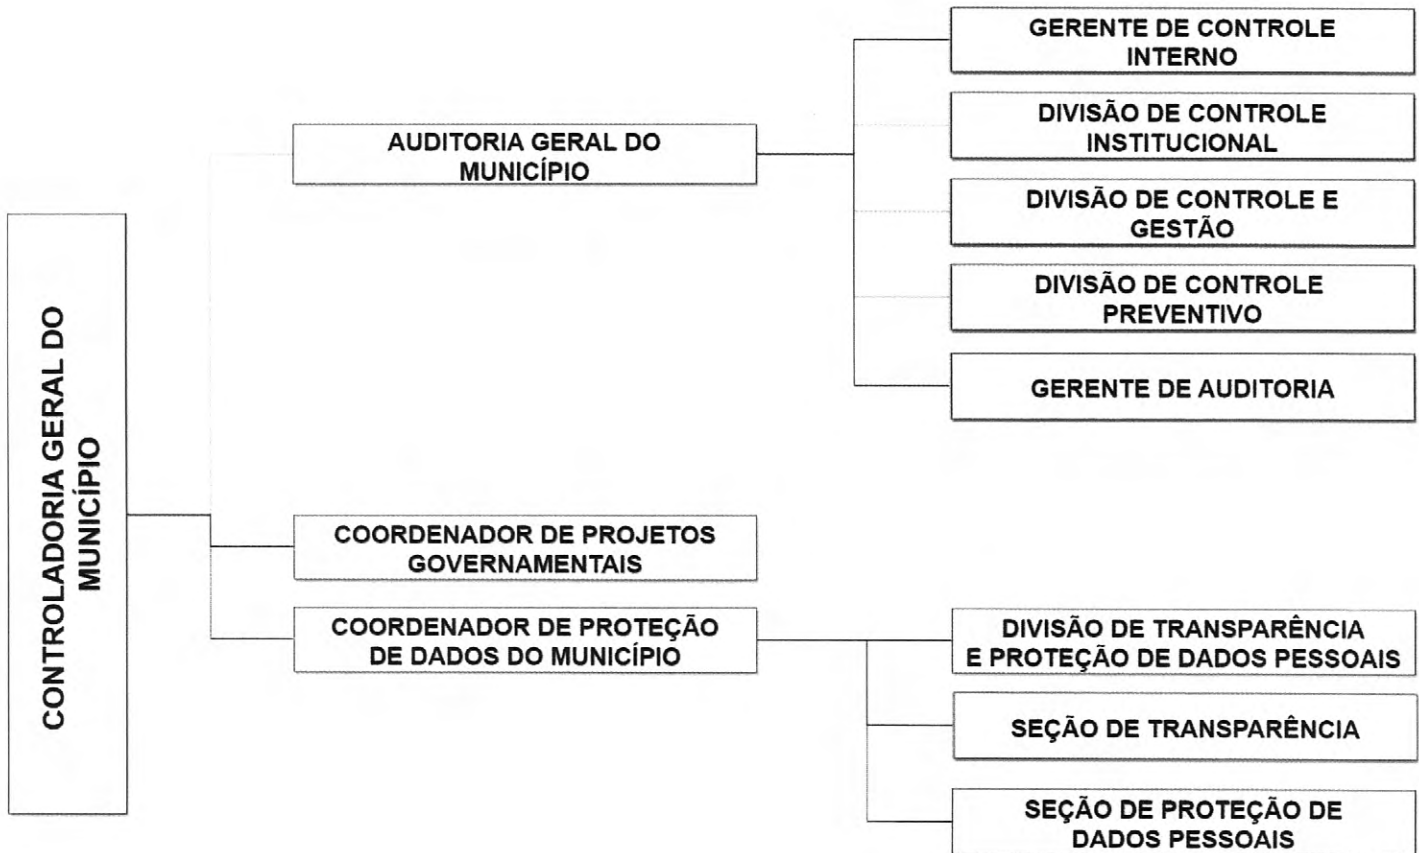 CONTROLADORIA GERAL DO
MUNICÍPIO
AUDITORIA GERAL DO
MUNICÍPIO
GERENTE DE CONTROLE
INTERNO
DIVISÃO DE CONTROLE
INSTITUCIONAL
DIVISÃO DE CONTROLE E
GESTÃO
DIVISÃO DE CONTROLE
PREVENTIVO
GERENTE DE AUDITORIA
COORDENADOR DE PROJETOS
GOVERNAMENTAIS
COORDENADOR DE PROTEÇÃO
DE DADOS DO MUNICÍPIO
DIVISÃO DE TRANSPARÊNCIA
E PROTEÇÃO DE DADOS PESSOAIS
SEÇÃO DE TRANSPARÊNCIA
SEÇÃO DE PROTEÇÃO DE
DADOS PESSOAIS